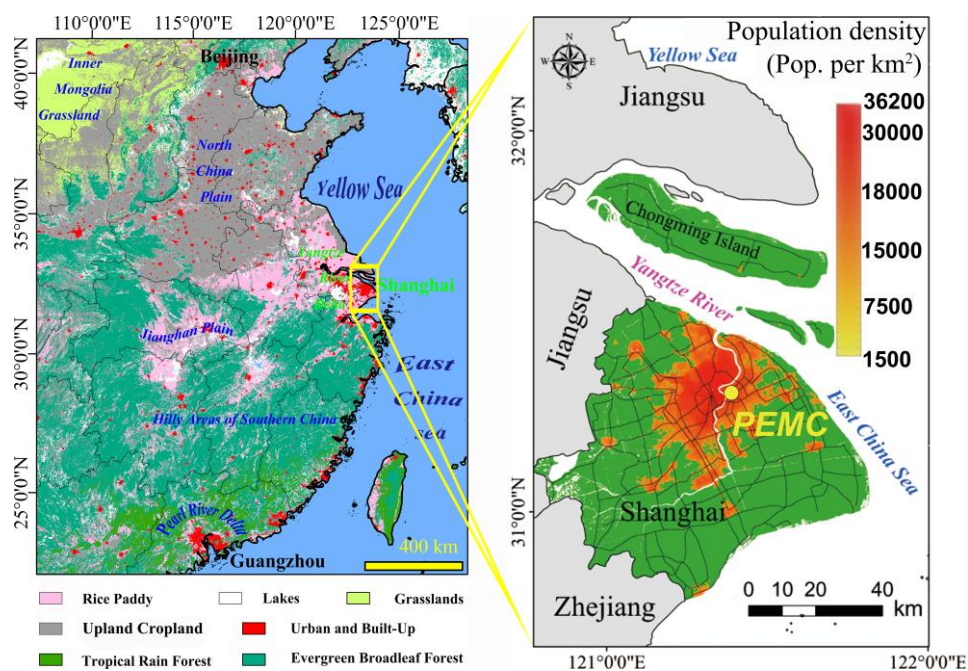 110°0'0"N
115°0'0"N
120°0'0"N
125°0'0"N
40°0'0"N
35°0'0"N
30°0'0"N
25°0'0"N
Beijing
Inner
Mongolia
Grassland
North
China
Plain
Yellow Sea
Yangtze
River
Delta
Shanghai
Jianghan Plain
East
China
sea
Hilly Areas of Southern China
Pearl River Delta
Guangzhou
400 km
Rice Paddy
Lakes
Grasslands
Upland Cropland
Urban and Built-Up
Tropical Rain Forest
Evergreen Broadleaf Forest
N
W E
S
Yellow Sea
Population density
(Pop. per km²)
Jiangsu
36200
30000
18000
15000
7500
1500
32°0'0"N
31°0'0"N
Chongming Island
Yangtze River
Jiangsu
PEMC
East China Sea
Shanghai
Zhejiang
0 10 20 40
km
121°0'0"E
122°0'0"E